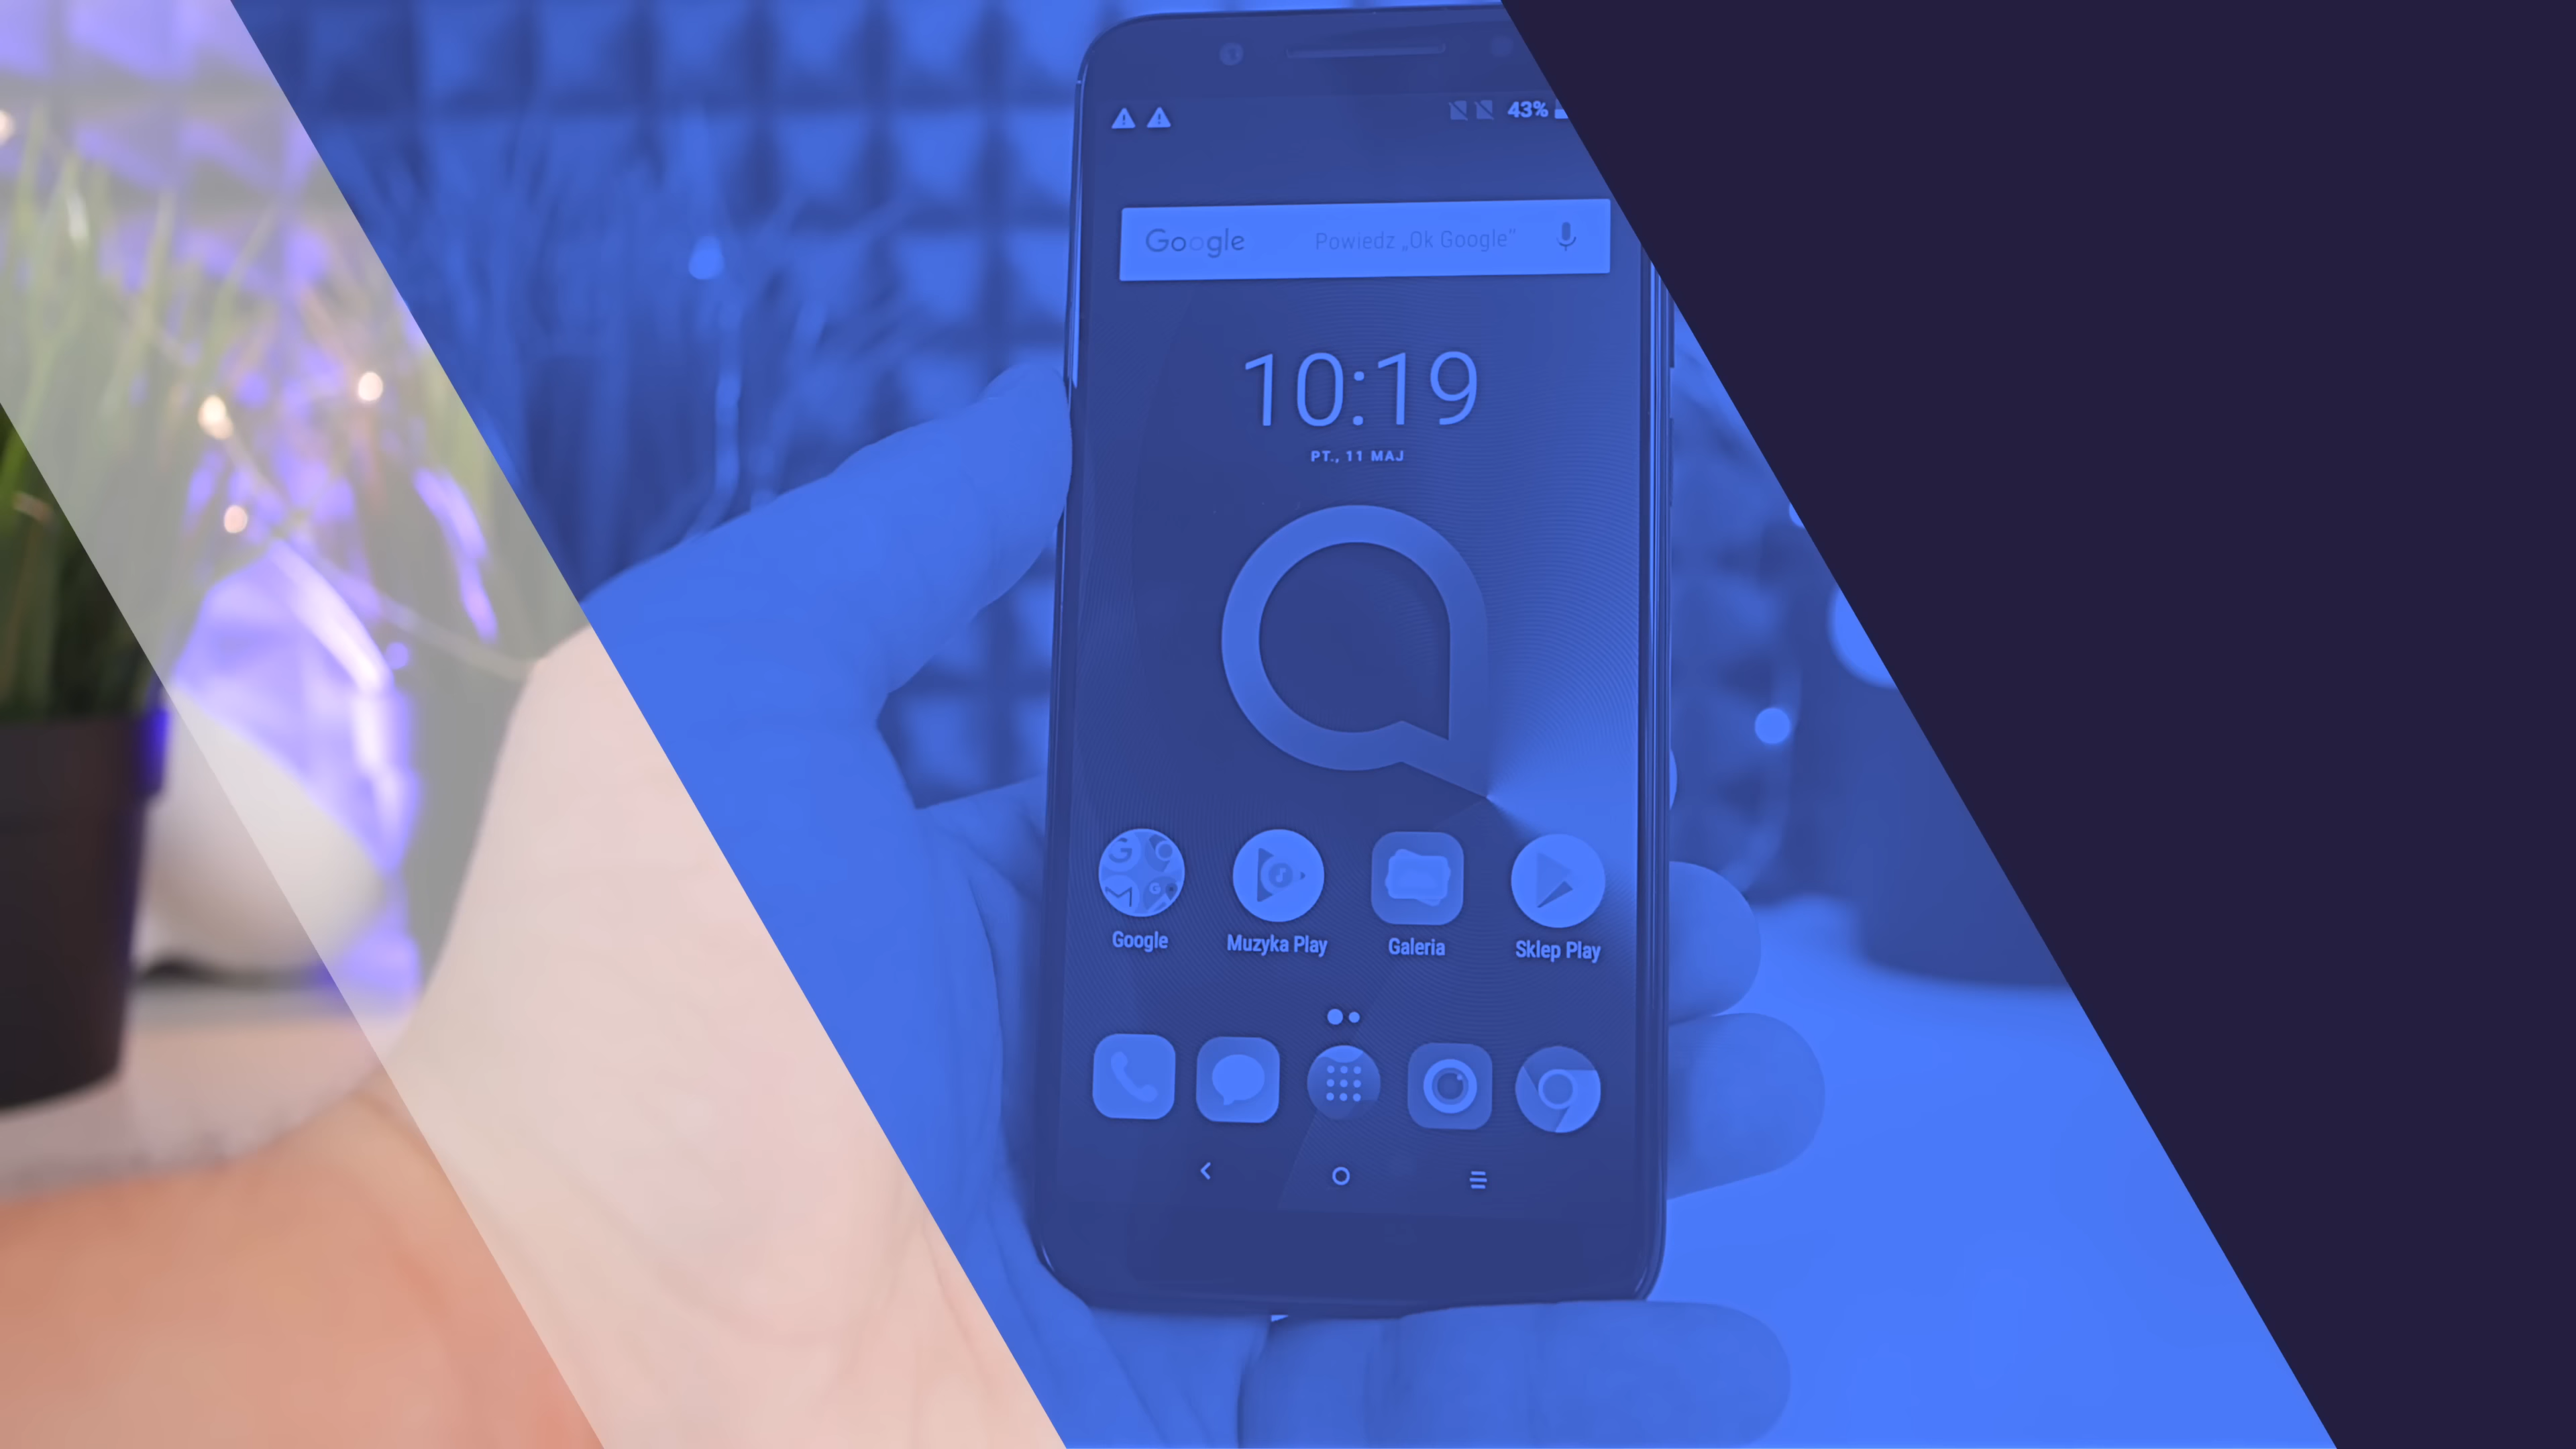 43%
Google Powiedz „Ok Google”
10:19
PT., 11 MAJ
Google Muzyka Play Galeria Sklep Play